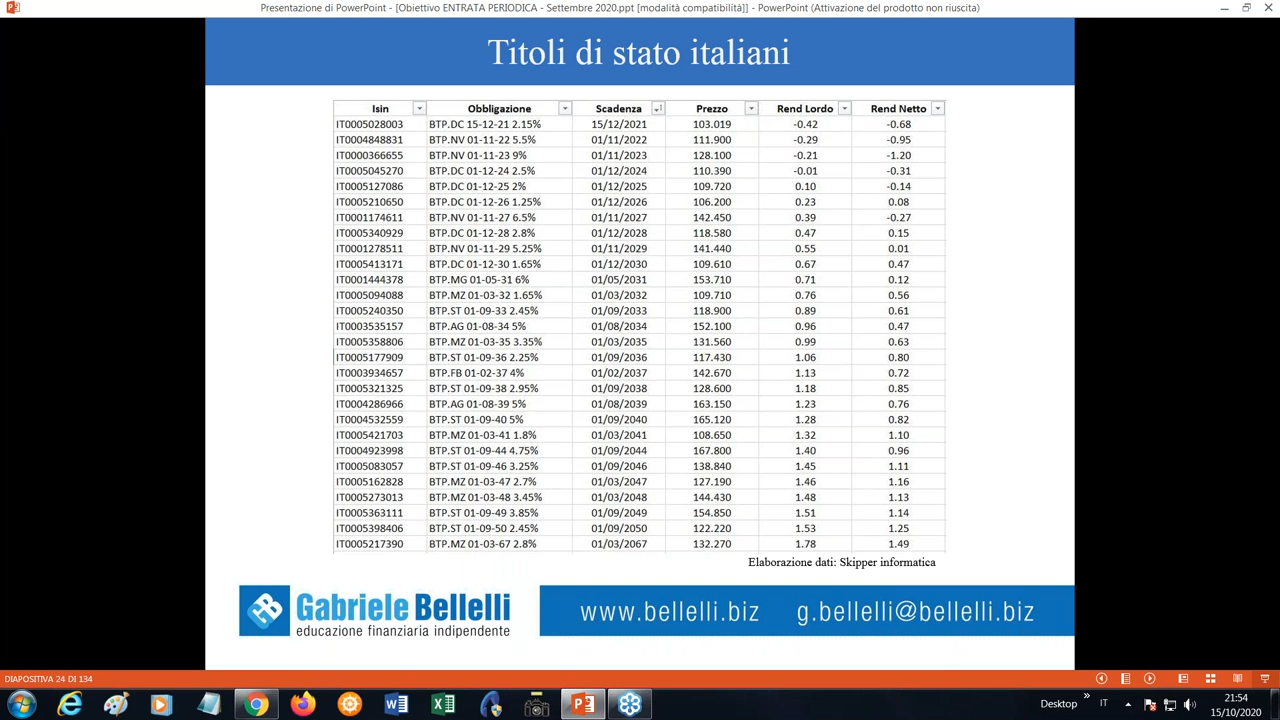 Presentazione di PowerPoint - [Obiettivo ENTRATA PERIODICA - Settembre 2020.ppt [modalità compatibilità]] - PowerPoint (Attivazione del prodotto non riuscita)
Titoli di stato italiani
Isin Obbligazione Scadenza Prezzo Rend Lordo Rend Netto
IT0005028003 BTP.DC 15-12-21 2.15% 15/12/2021 103.019 -0.42 -0.68
IT0004848831 BTP.NV 01-11-22 5.5% 01/11/2022 111.900 -0.29 -0.95
IT0000366655 BTP.NV 01-11-23 9% 01/11/2023 128.100 -0.21 -1.20
IT0005045270 BTP.DC 01-12-24 2.5% 01/12/2024 110.390 -0.01 -0.31
IT0005127086 BTP.DC 01-12-25 2% 01/12/2025 109.720 0.10 -0.14
IT0005210650 BTP.DC 01-12-26 1.25% 01/12/2026 106.200 0.23 0.08
IT0001174611 BTP.NV 01-11-27 6.5% 01/11/2027 142.450 0.39 -0.27
IT0005340929 BTP.DC 01-12-28 2.8% 01/12/2028 118.580 0.47 0.15
IT0001278511 BTP.NV 01-11-29 5.25% 01/11/2029 141.440 0.55 0.01
IT0005413171 BTP.DC 01-12-30 1.65% 01/12/2030 109.610 0.67 0.47
IT0001444378 BTP.MG 01-05-31 6% 01/05/2031 153.710 0.71 0.12
IT0005094088 BTP.MZ 01-03-32 1.65% 01/03/2032 109.710 0.76 0.56
IT0005240350 BTP.ST 01-09-33 2.45% 01/09/2033 118.900 0.89 0.61
IT0003535157 BTP.AG 01-08-34 5% 01/08/2034 152.100 0.96 0.47
IT0005358806 BTP.MZ 01-03-35 3.35% 01/03/2035 131.560 0.99 0.63
IT0005177909 BTP.ST 01-09-36 2.25% 01/09/2036 117.430 1.06 0.80
IT0003934657 BTP.FB 01-02-37 4% 01/02/2037 142.670 1.13 0.72
IT0005321325 BTP.ST 01-09-38 2.95% 01/09/2038 128.600 1.18 0.85
IT0004286966 BTP.AG 01-08-39 5% 01/08/2039 163.150 1.23 0.76
IT0004532559 BTP.ST 01-09-40 5% 01/09/2040 165.120 1.28 0.82
IT0005421703 BTP.MZ 01-03-41 1.8% 01/03/2041 108.650 1.32 1.10
IT0004923998 BTP.ST 01-09-44 4.75% 01/09/2044 167.800 1.40 0.96
IT0005083057 BTP.ST 01-09-46 3.25% 01/09/2046 138.840 1.45 1.11
IT0005162828 BTP.MZ 01-03-47 2.7% 01/03/2047 127.190 1.46 1.16
IT0005273013 BTP.MZ 01-03-48 3.45% 01/03/2048 144.430 1.48 1.13
IT0005363111 BTP.ST 01-09-49 3.85% 01/09/2049 154.850 1.51 1.14
IT0005398406 BTP.ST 01-09-50 2.45% 01/09/2050 122.220 1.53 1.25
IT0005217390 BTP.MZ 01-03-67 2.8% 01/03/2067 132.270 1.78 1.49
Elaborazione dati: Skipper informatica
Gabriele Bellelli
educazione finanziaria indipendente
www.bellelli.biz g.bellelli@bellelli.biz
DIAPOSITIVA 24 DI 134
Desktop » IT 21:54
15/10/2020